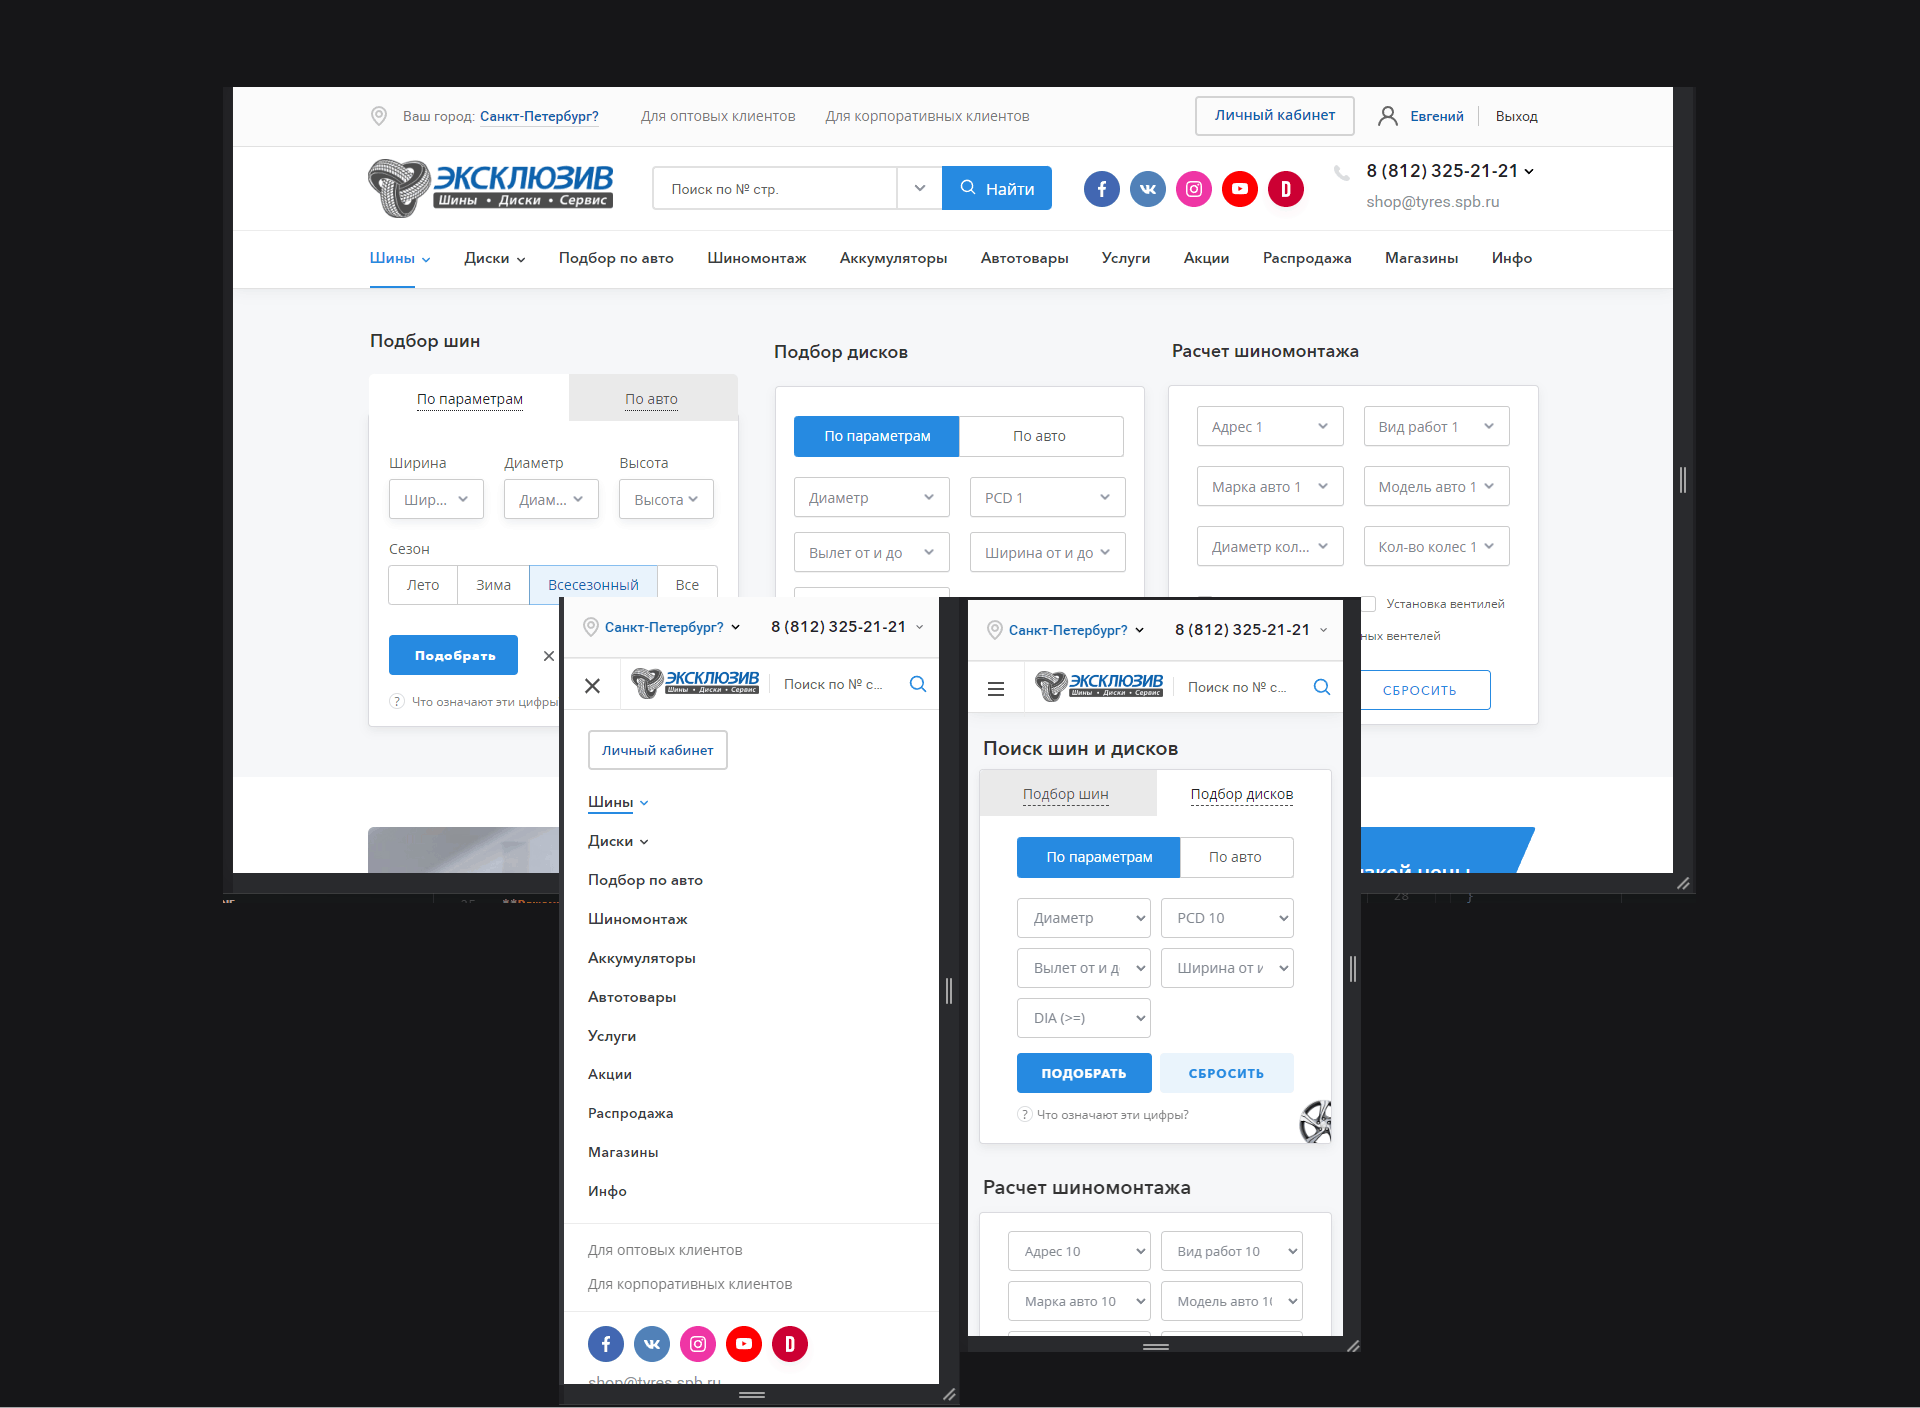 Ваш город: Санкт-Петербург?
Для оптовых клиентов
Для корпоративных клиентов
Личный кабинет
Евгений
Выход
ЭКСКЛЮЗИВ
Шины • Диски • Сервис
Поиск по № стр.
Найти
8 (812) 325-21-21
shop@tyres.spb.ru
Шины
Диски
Подбор по авто
Шиномонтаж
Аккумуляторы
Автотовары
Услуги
Акции
Распродажа
Магазины
Инфо
Подбор шин
По параметрам
По авто
Ширина
Диаметр
Высота
Шир...
Диам...
Высота
Сезон
Лето
Зима
Всесезонный
Все
Подобрать
? Что означают эти цифры
Подбор дисков
По параметрам
По авто
Диаметр
PCD 1
Вылет от и до
Ширина от и до
Расчет шиномонтажа
Адрес 1
Вид работ 1
Марка авто 1
Модель авто 1
Диаметр кол...
Кол-во колес 1
Установка вентилей
ных вентелей
СБРОСИТЬ
28
}
Санкт-Петербург?
8 (812) 325-21-21
ЭКСКЛЮЗИВ
Шины • Диски • Сервис
Поиск по № с...
Личный кабинет
Шины
Диски
Подбор по авто
Шиномонтаж
Аккумуляторы
Автотовары
Услуги
Акции
Распродажа
Магазины
Инфо
Для оптовых клиентов
Для корпоративных клиентов
shop@tyres.spb.ru
Санкт-Петербург?
8 (812) 325-21-21
ЭКСКЛЮЗИВ
Шины • Диски • Сервис
Поиск по № с...
Поиск шин и дисков
Подбор шин
Подбор дисков
По параметрам
По авто
Диаметр
PCD 10
Вылет от и д
Ширина от и
DIA (>=)
ПОДОБРАТЬ
СБРОСИТЬ
? Что означают эти цифры?
Расчет шиномонтажа
Адрес 10
Вид работ 10
Марка авто 10
Модель авто 10